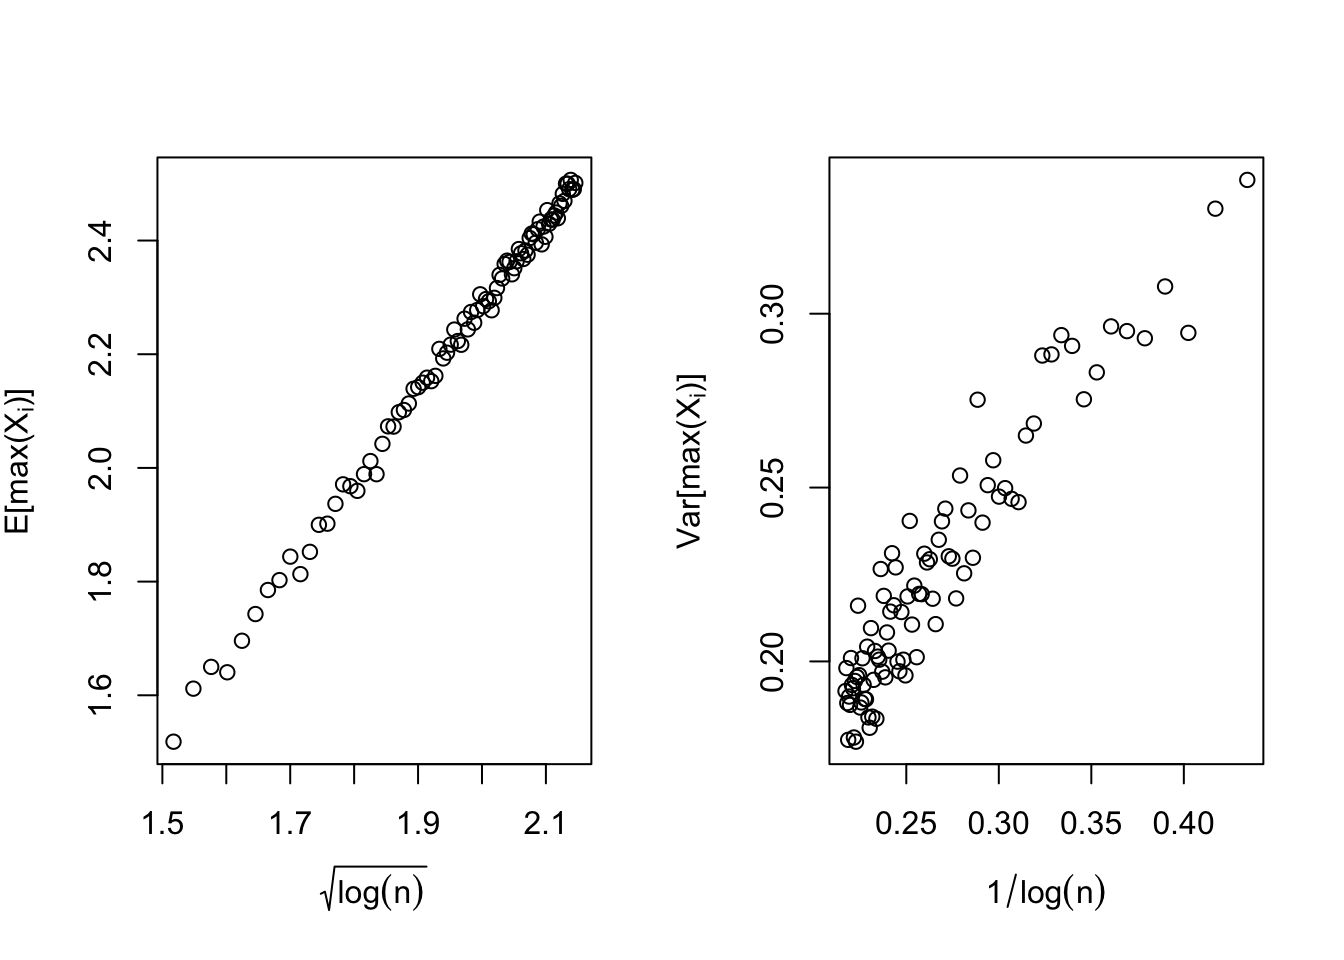 E[max(Xi)]
1.6 1.8 2.0 2.2 2.4
1.5 1.7 1.9 2.1
√log(n)
Var[max(Xi)]
0.20 0.25 0.30
0.25 0.30 0.35 0.40
1/log(n)